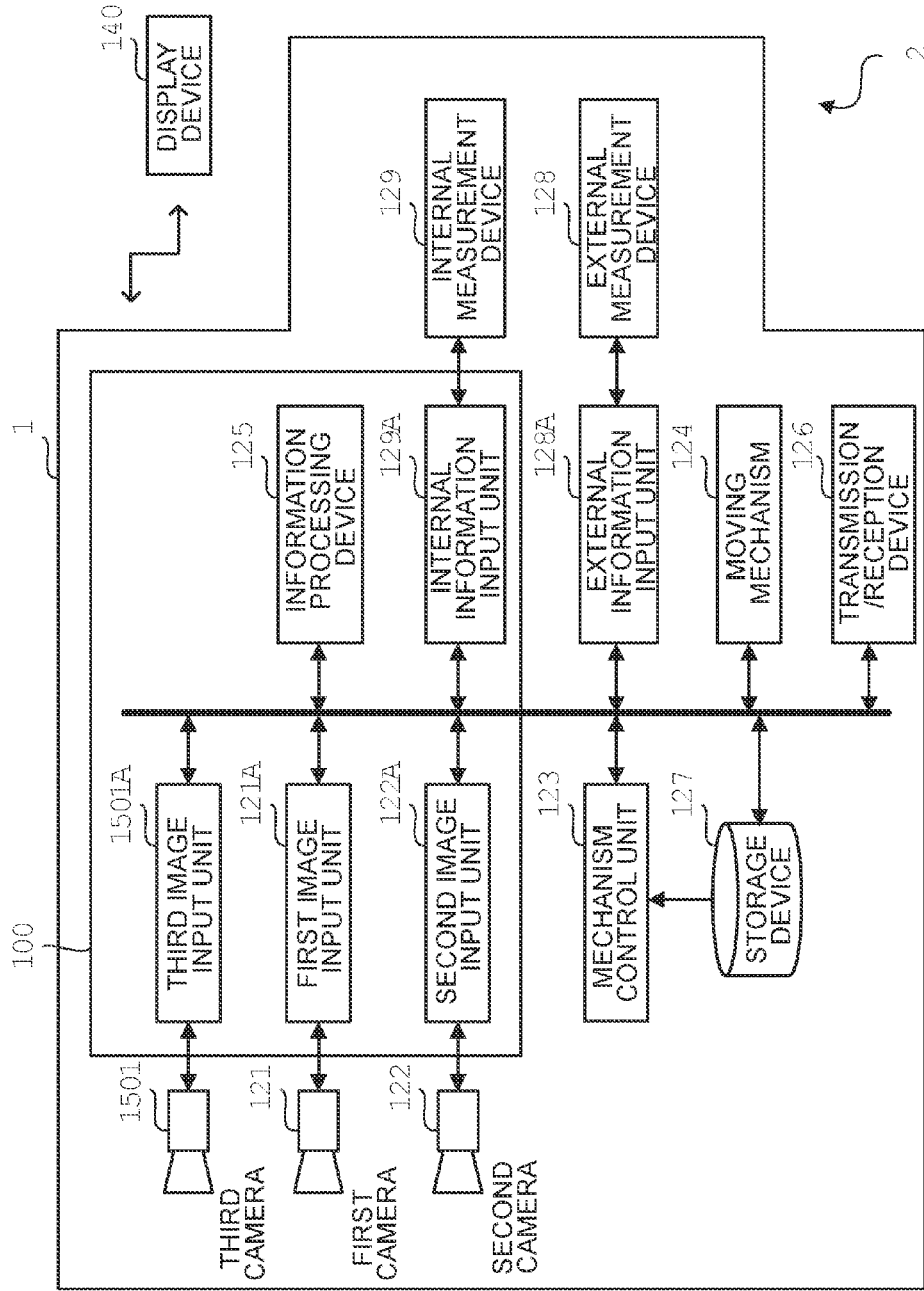 1
100
THIRD
CAMERA
1501
1501A
THIRD IMAGE
INPUT UNIT
FIRST
CAMERA
121
121A
FIRST IMAGE
INPUT UNIT
125
INFORMATION
PROCESSING
DEVICE
SECOND
CAMERA
122
122A
SECOND IMAGE
INPUT UNIT
129A
INTERNAL
INFORMATION
INPUT UNIT
129
INTERNAL
MEASUREMENT
DEVICE
140
DISPLAY
DEVICE
123
MECHANISM
CONTROL UNIT
128A
EXTERNAL
INFORMATION
INPUT UNIT
128
EXTERNAL
MEASUREMENT
DEVICE
127
STORAGE
DEVICE
124
MOVING
MECHANISM
126
TRANSMISSION
/RECEPTION
DEVICE
2